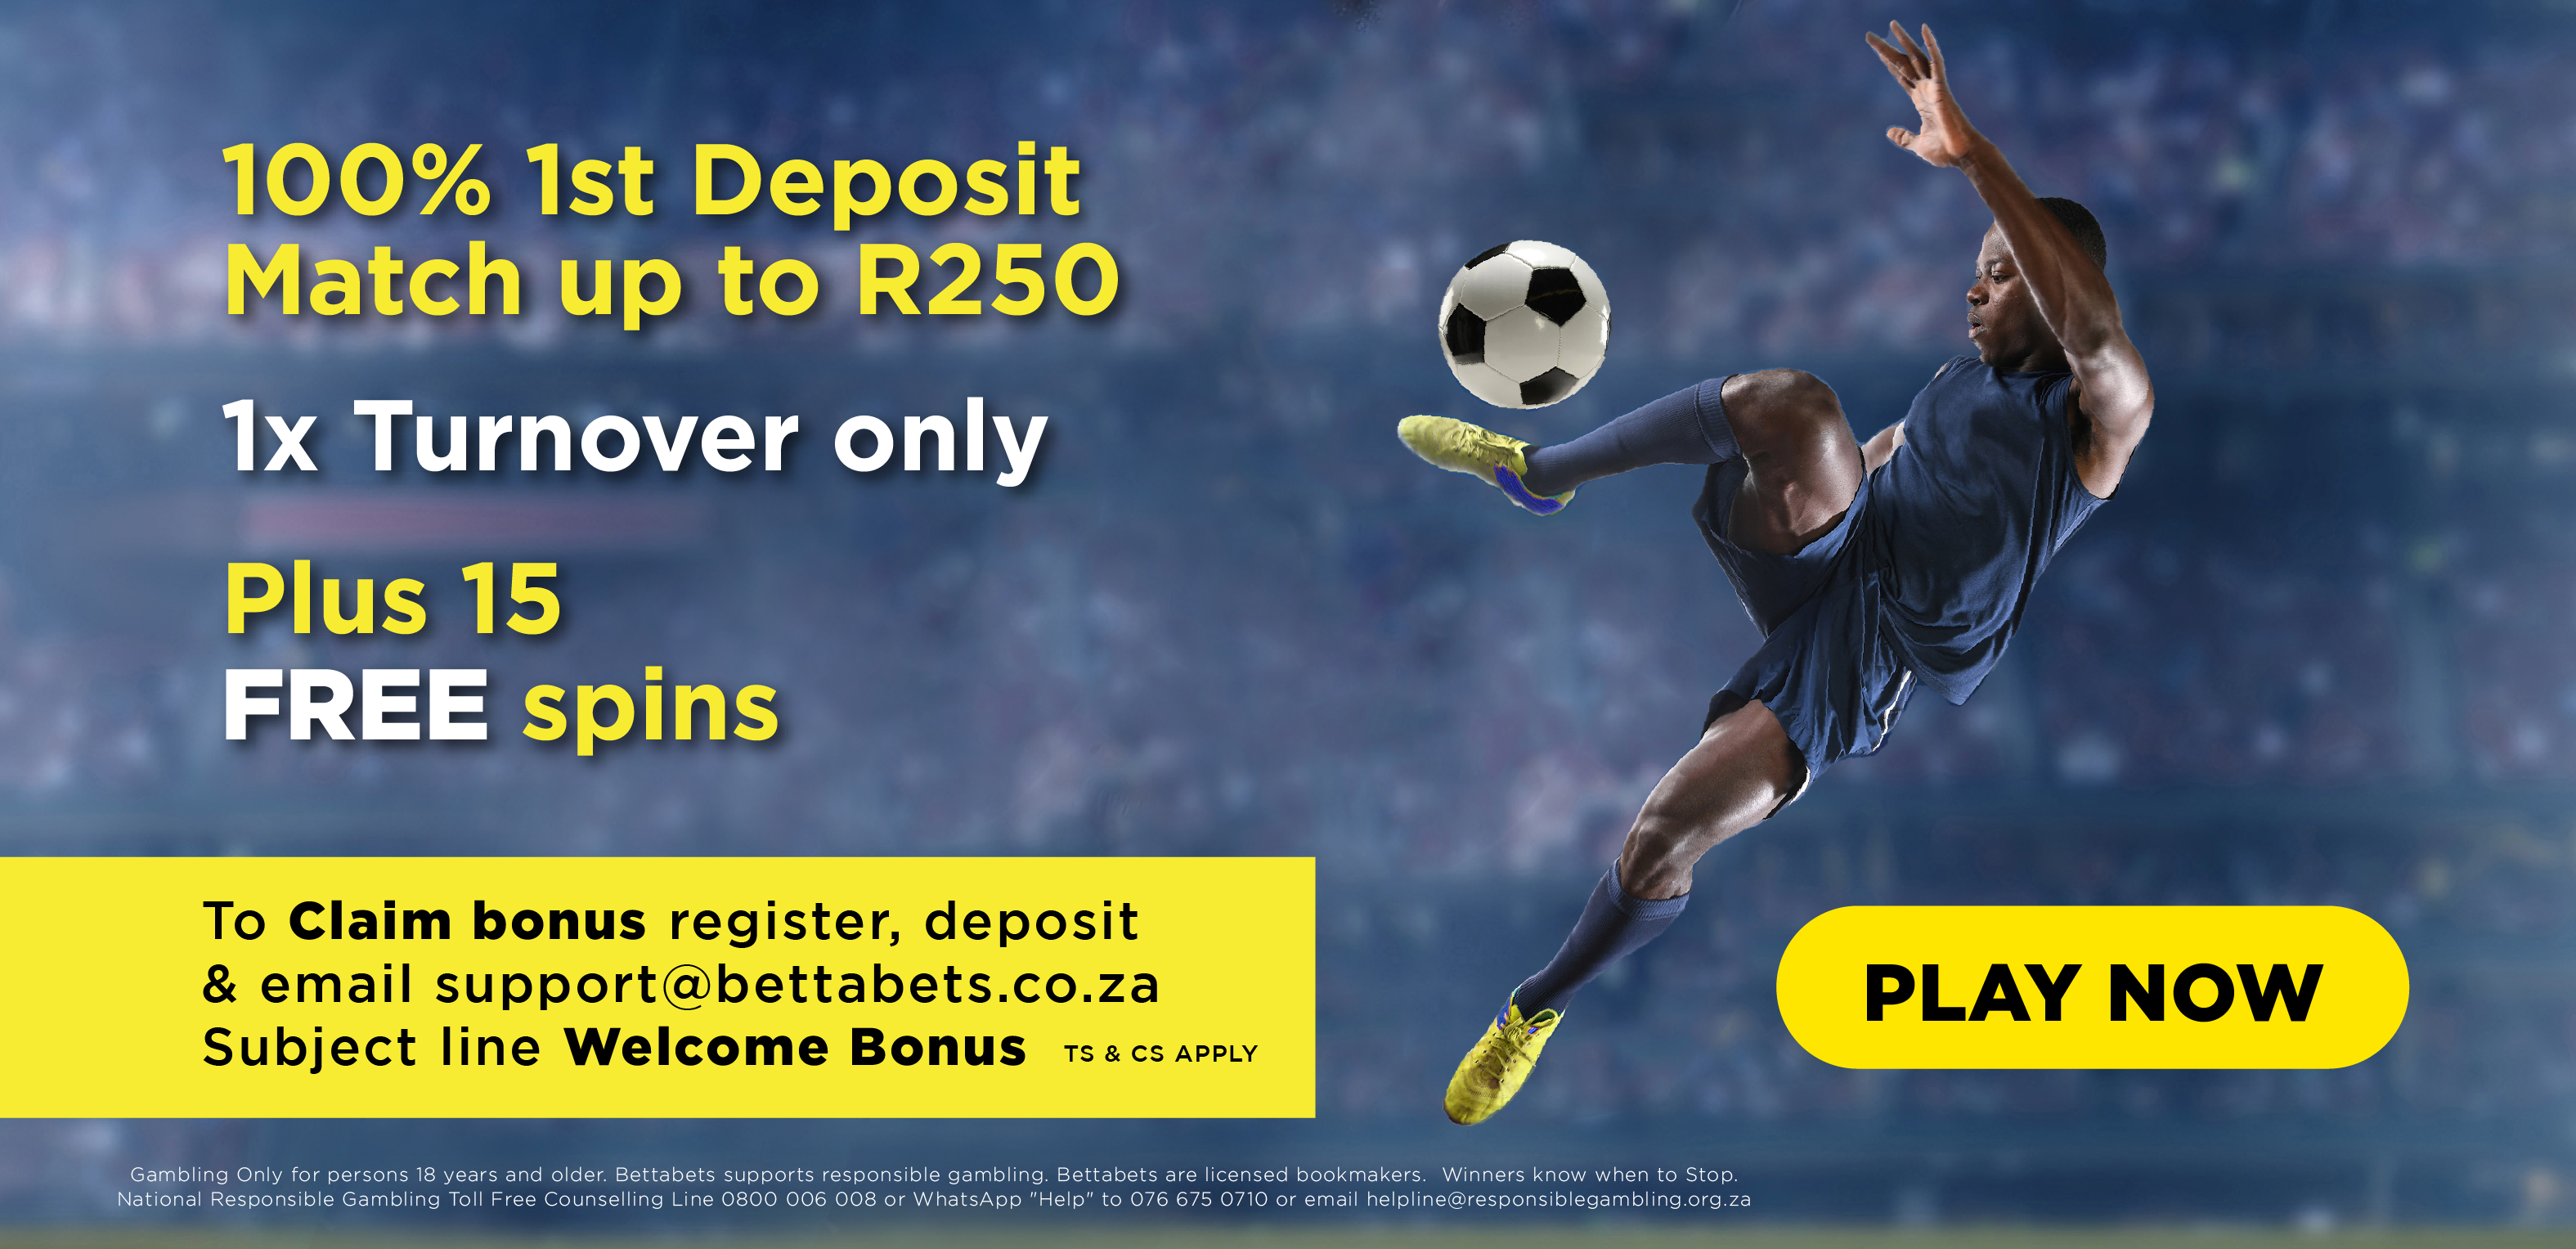 100% 1st Deposit
Match up to R250
1x Turnover only
Plus 15
FREE spins
To Claim bonus register, deposit
& email support@bettabets.co.za
Subject line Welcome Bonus TS & CS APPLY
PLAY NOW
Gambling Only for persons 18 years and older. Bettabets supports responsible gambling. Bettabets are licensed bookmakers. Winners know when to Stop.
National Responsible Gambling Toll Free Counselling Line 0800 006 008 or WhatsApp "Help" to 076 675 0710 or email helpline@responsiblegambling.org.za